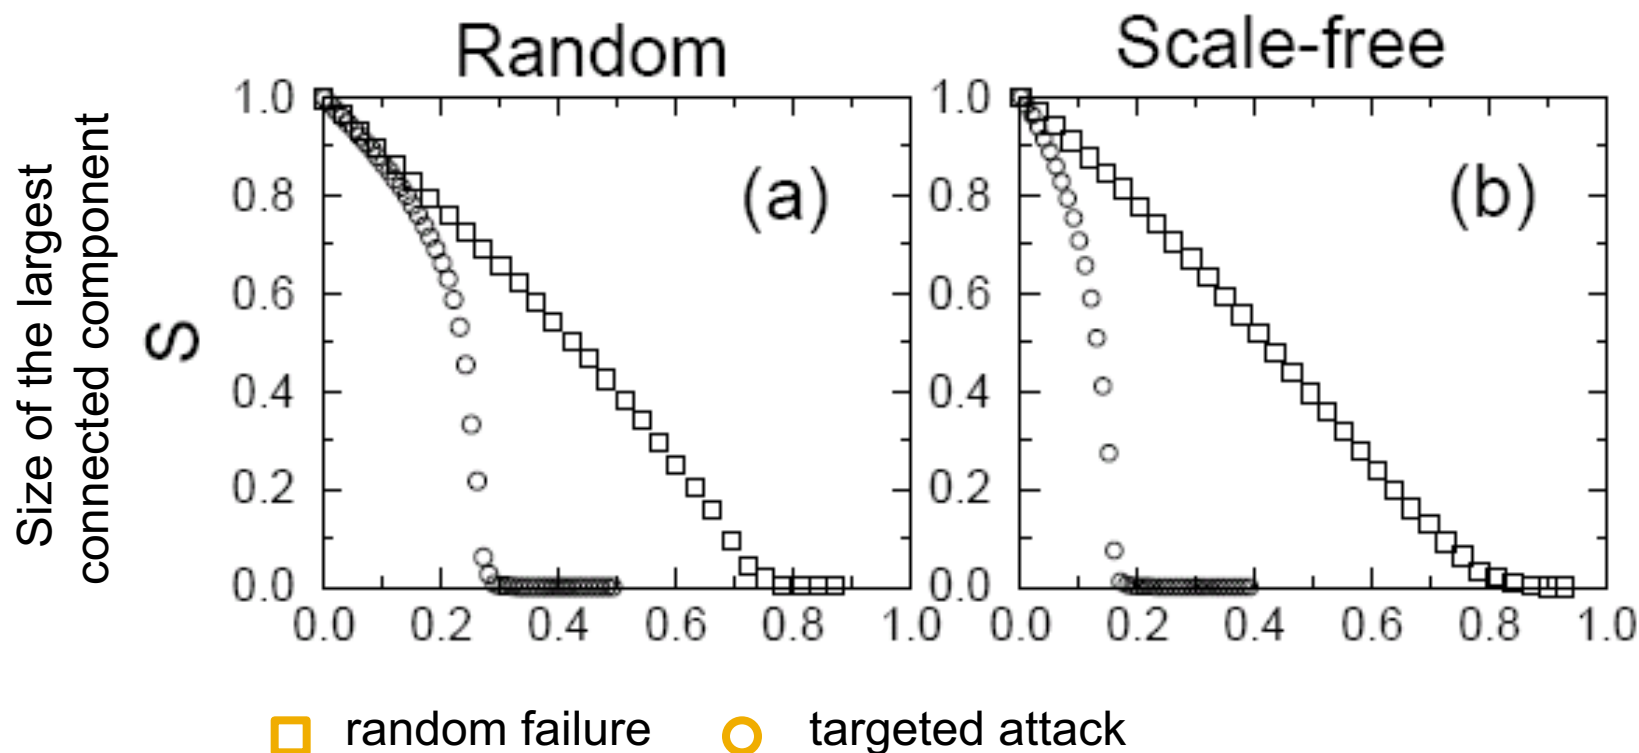 Random
Scale-free
Size of the largest
connected component
S
1.0
0.8
0.6
0.4
0.2
0.0
(a)
0.0 0.2 0.4 0.6 0.8 1.0
1.0
0.8
0.6
0.4
0.2
0.0
(b)
0.0 0.2 0.4 0.6 0.8 1.0
random failure
targeted attack